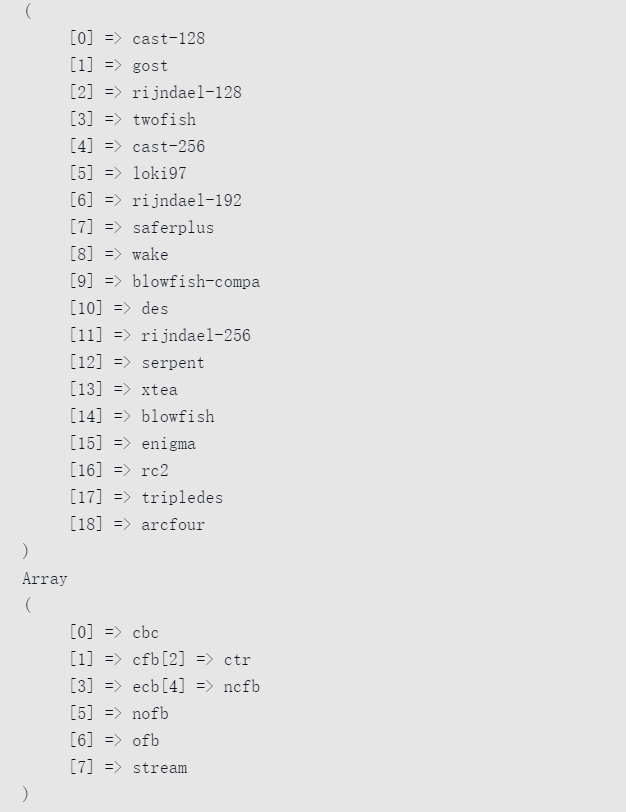 (
[0] => cast-128
[1] => gost
[2] => rijndael-128
[3] => twofish
[4] => cast-256
[5] => loki97
[6] => rijndael-192
[7] => saferplus
[8] => wake
[9] => blowfish-compa
[10] => des
[11] => rijndael-256
[12] => serpent
[13] => xtea
[14] => blowfish
[15] => enigma
[16] => rc2
[17] => tripledes
[18] => arcfour
)
Array
(
[0] => cbc
[1] => cfb[2] => ctr
[3] => ecb[4] => ncfb
[5] => nofb
[6] => ofb
[7] => stream
)